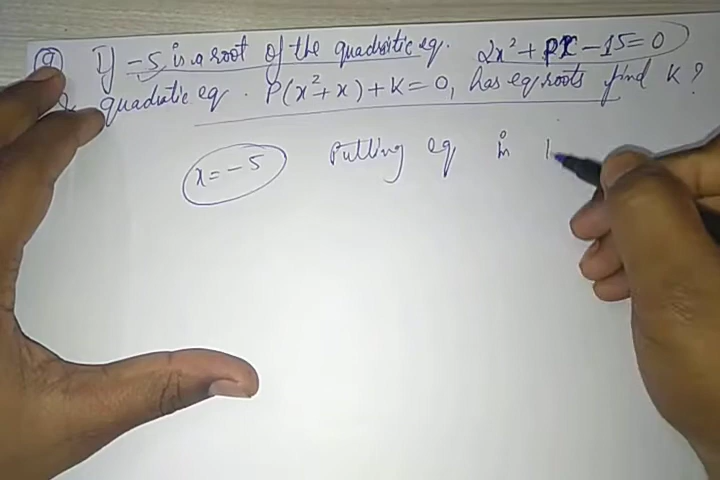 Q If -5 is a root of the quadratic eq. 2x² + px - 15 = 0
& quadratic eq. P(x² + x) + K = 0, has eq roots find K?
x = -5 Putting eq in 1